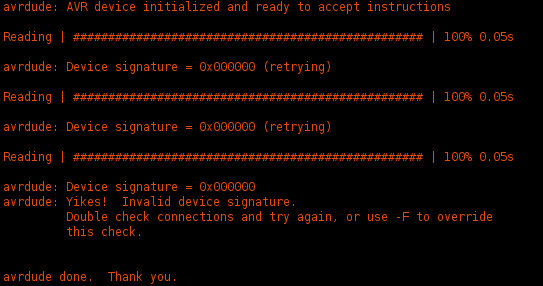 avrdude: AVR device initialized and ready to accept instructions
Reading | ################################################## | 100% 0.05s
avrdude: Device signature = 0x000000 (retrying)
Reading | ################################################## | 100% 0.05s
avrdude: Device signature = 0x000000 (retrying)
Reading | ################################################## | 100% 0.05s
avrdude: Device signature = 0x000000
avrdude: Yikes!  Invalid device signature.
         Double check connections and try again, or use -F to override
         this check.
avrdude done.  Thank you.